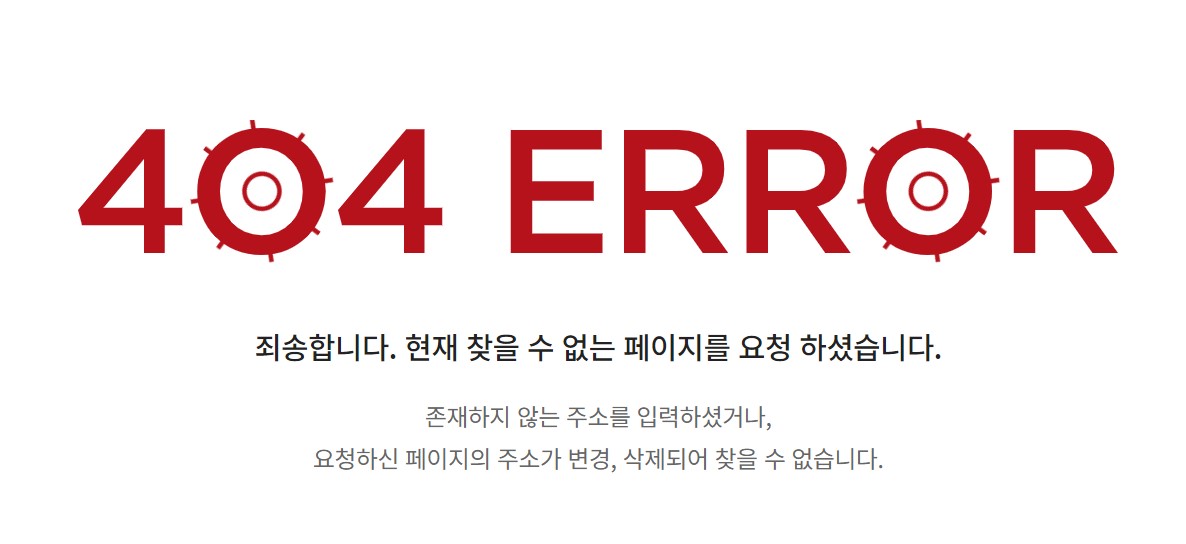 404 ERROR
죄송합니다. 현재 찾을 수 없는 페이지를 요청 하셨습니다.
존재하지 않는 주소를 입력하셨거나,
요청하신 페이지의 주소가 변경, 삭제되어 찾을 수 없습니다.